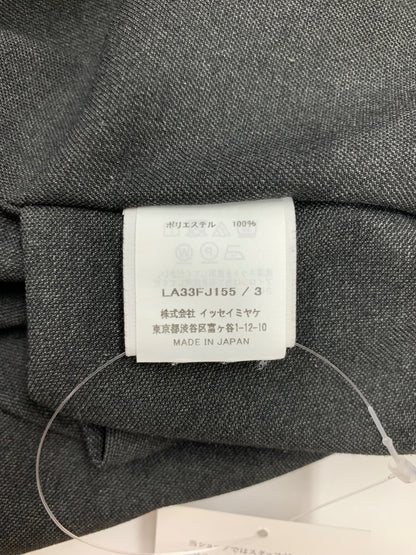 ポリエステル 100%
LA33FJ155 / 3
株式会社 イッセイミヤケ
東京都渋谷区富ヶ谷1-12-10
MADE IN JAPAN